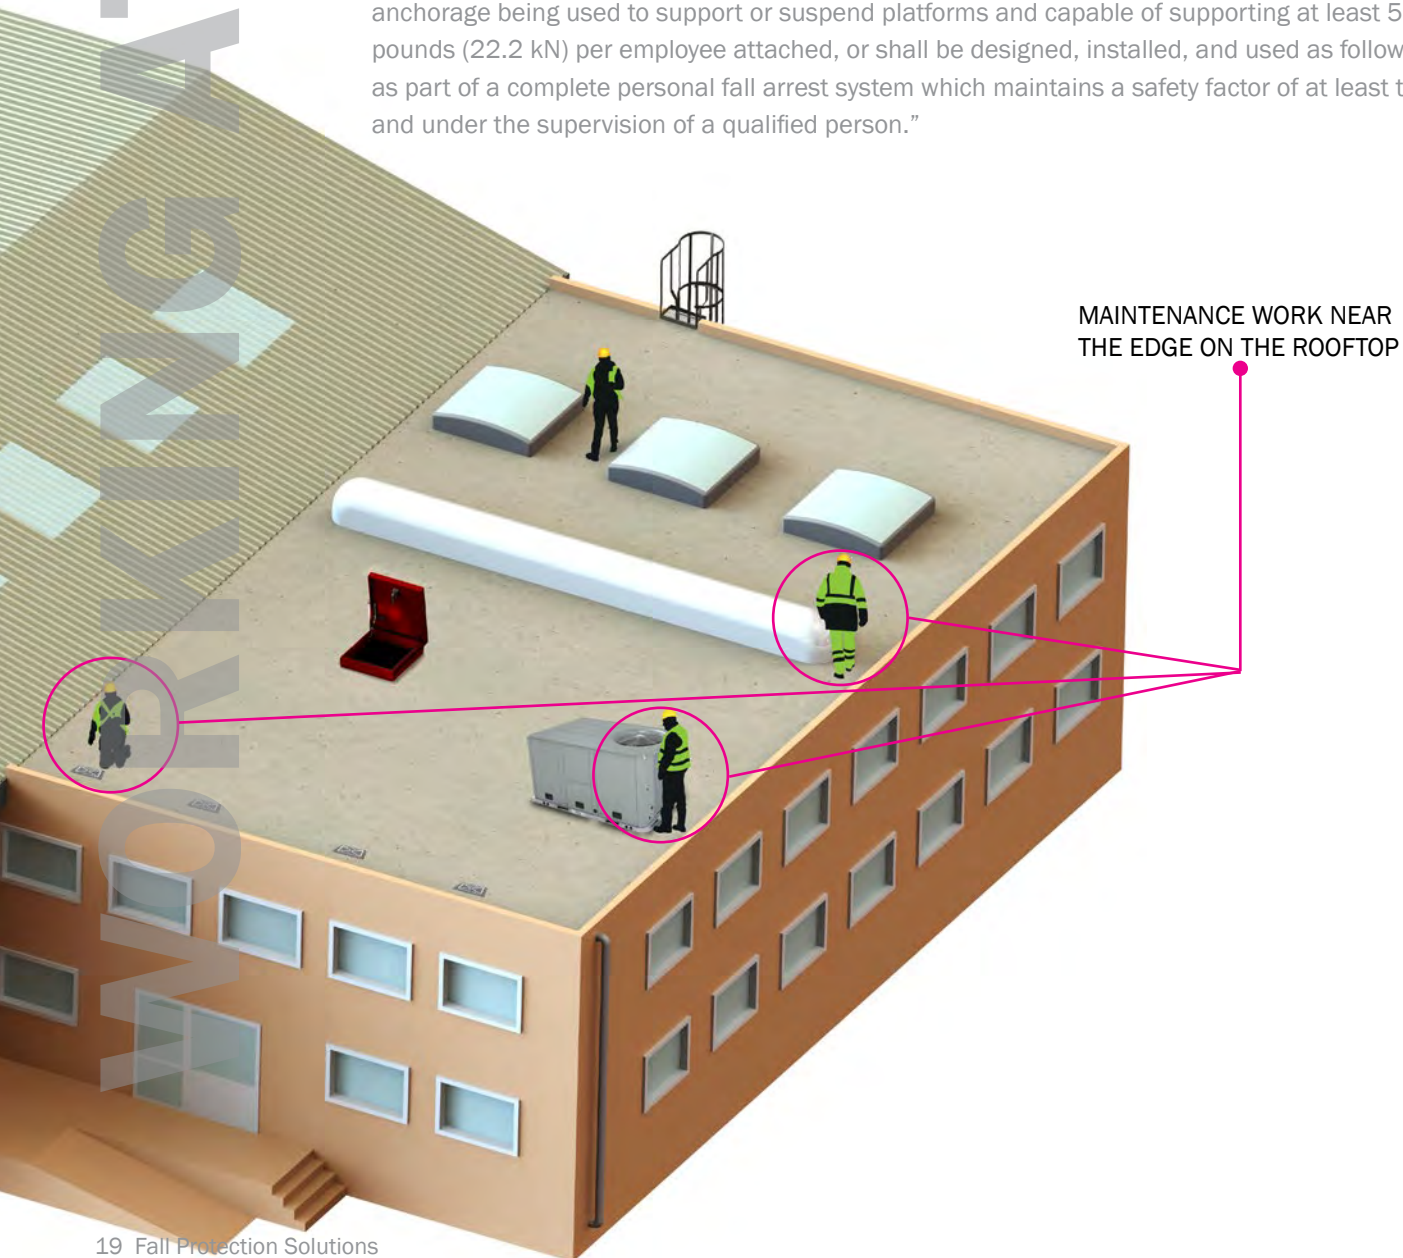 anchorage being used to support or suspend platforms and capable of supporting at least 5
pounds (22.2 kN) per employee attached, or shall be designed, installed, and used as follow
as part of a complete personal fall arrest system which maintains a safety factor of at least t
and under the supervision of a qualified person.”
MAINTENANCE WORK NEAR
THE EDGE ON THE ROOFTOP
WORKING A
19 Fall Protection Solutions